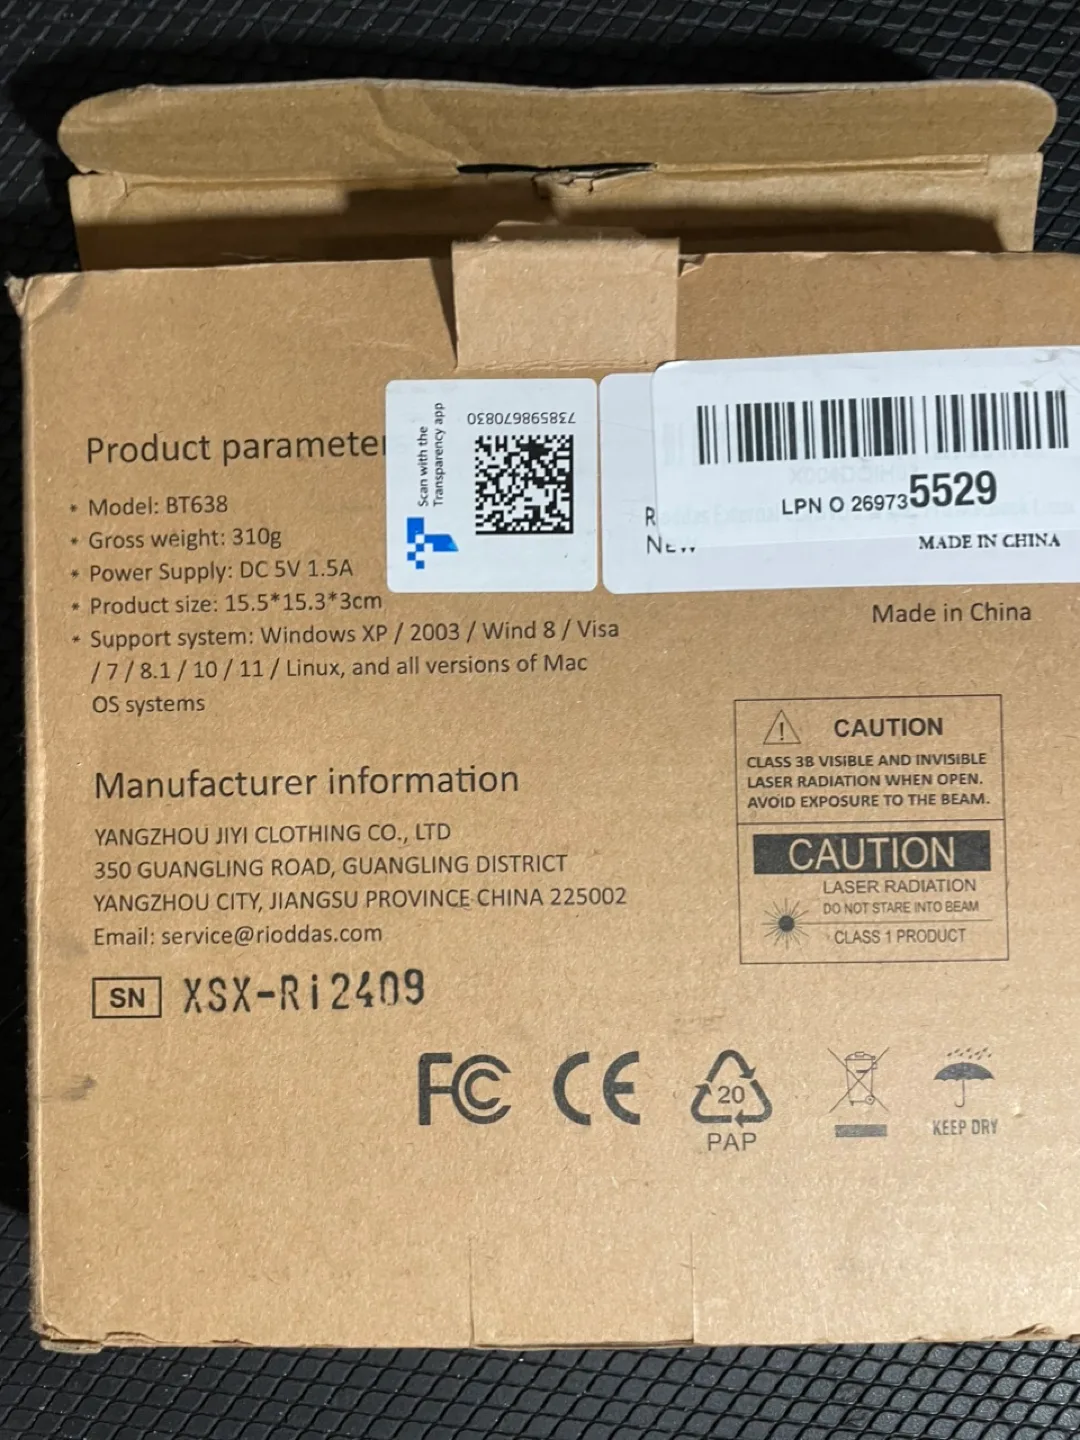 Scan with the
Transparency app
738598670830
LPN O 269735529
NEW
MADE IN CHINA
Product parameter
* Model: BT638
* Gross weight: 310g
* Power Supply: DC 5V 1.5A
* Product size: 15.5*15.3*3cm
* Support system: Windows XP / 2003 / Wind 8 / Visa
/ 7 / 8.1 / 10 / 11 / Linux, and all versions of Mac
OS systems
Made in China
Manufacturer information
YANGZHOU JIYI CLOTHING CO., LTD
350 GUANGLING ROAD, GUANGLING DISTRICT
YANGZHOU CITY, JIANGSU PROVINCE CHINA 225002
Email: service@rioddas.com
SN XSX-Ri2409
CAUTION
CLASS 3B VISIBLE AND INVISIBLE
LASER RADIATION WHEN OPEN.
AVOID EXPOSURE TO THE BEAM.
CAUTION
LASER RADIATION
DO NOT STARE INTO BEAM
CLASS 1 PRODUCT
FC CE
20
PAP
KEEP DRY